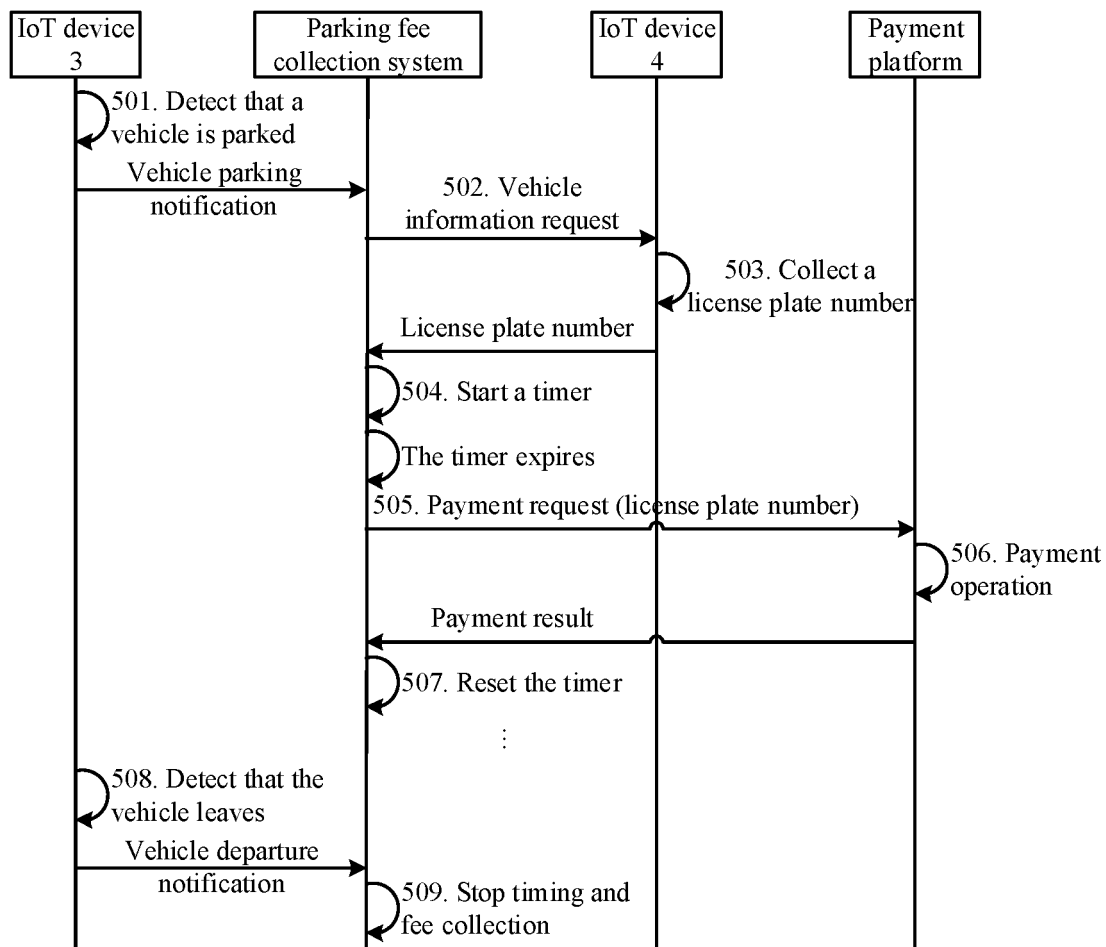 IoT device
3
Parking fee
collection system
IoT device
4
Payment
platform
501. Detect that a
vehicle is parked
Vehicle parking
notification
502. Vehicle
information request
503. Collect a
license plate number
License plate number
504. Start a timer
The timer expires
505. Payment request (license plate number)
506. Payment
operation
Payment result
507. Reset the timer
⋮
508. Detect that the
vehicle leaves
Vehicle departure
notification
509. Stop timing and
fee collection